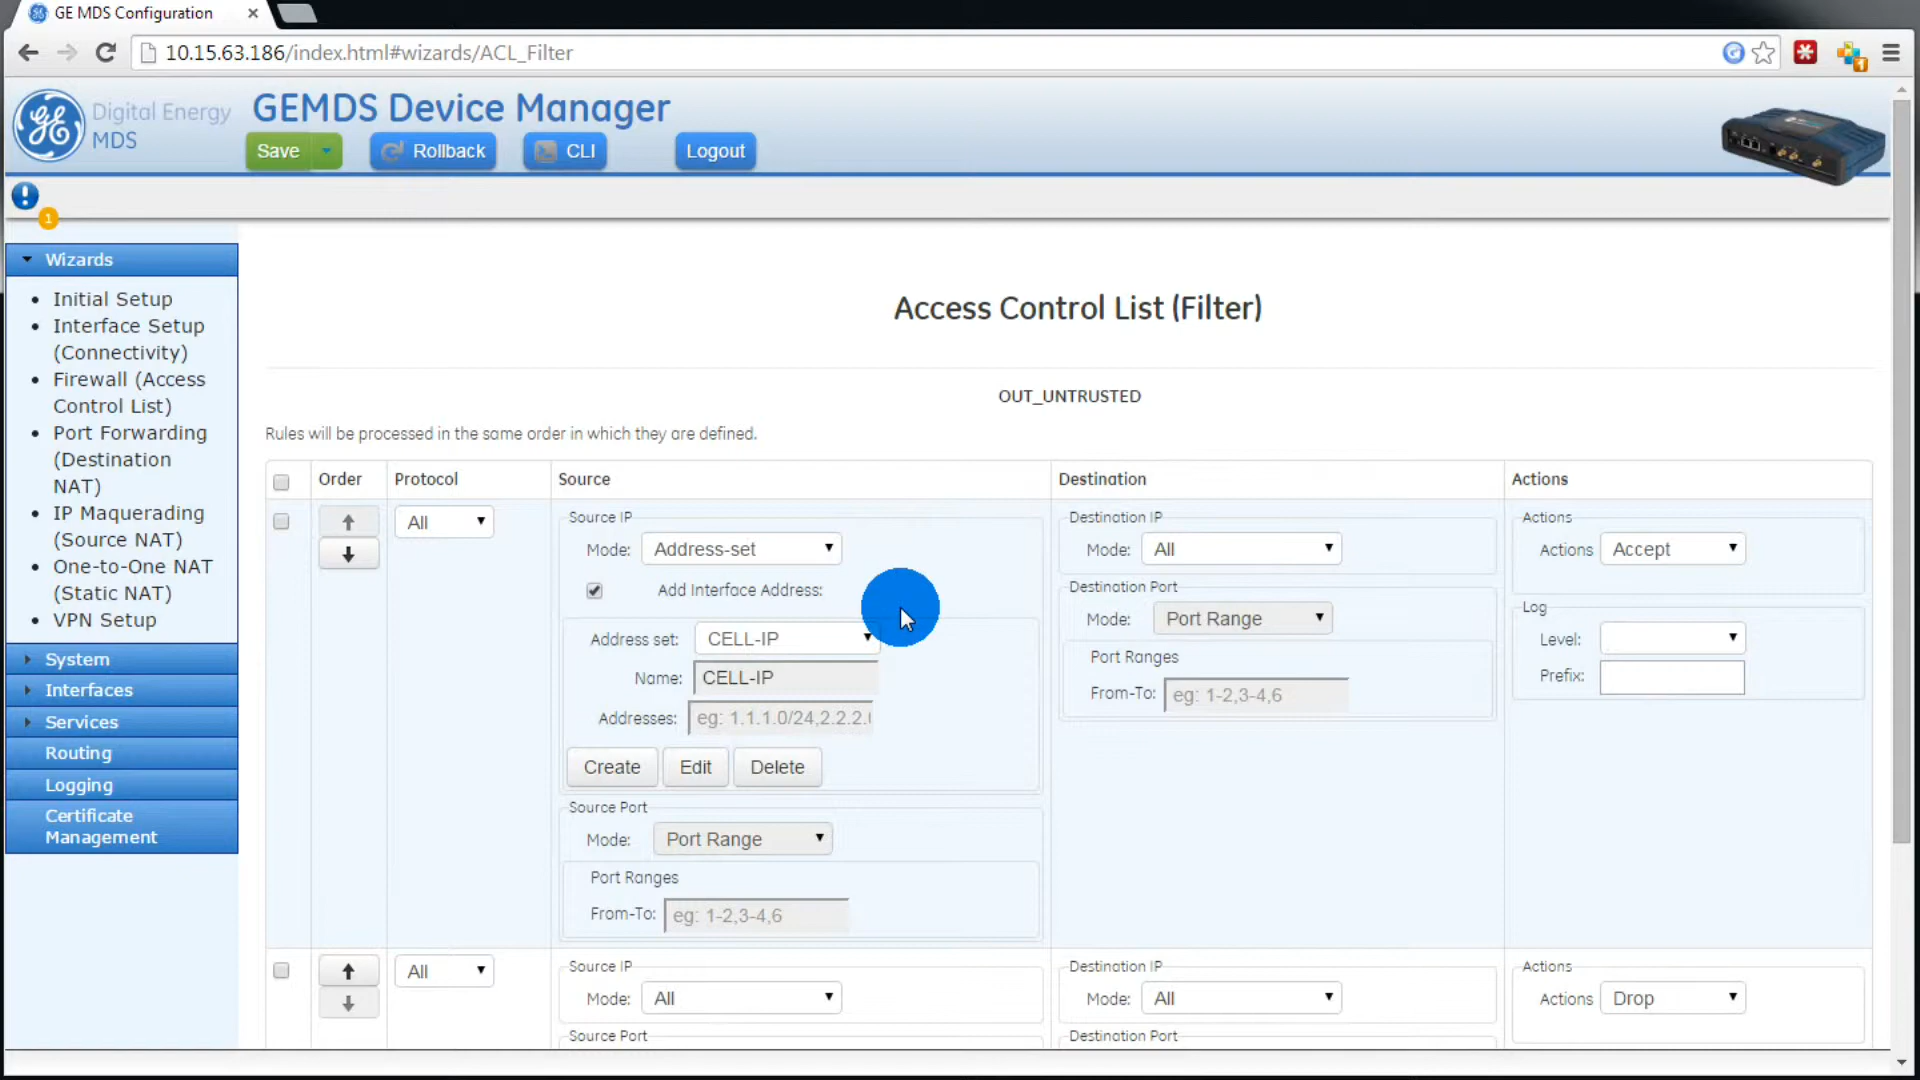 GE MDS Configuration
10.15.63.186/index.html#wizards/ACL_Filter
Digital Energy
MDS
GEMDS Device Manager
Save
Rollback
CLI
Logout
1
Wizards
Initial Setup
Interface Setup
(Connectivity)
Firewall (Access
Control List)
Port Forwarding
(Destination
NAT)
IP Maquerading
(Source NAT)
One-to-One NAT
(Static NAT)
VPN Setup
System
Interfaces
Services
Routing
Logging
Certificate
Management
Access Control List (Filter)
OUT_UNTRUSTED
Rules will be processed in the same order in which they are defined.
Order Protocol Source Destination Actions
All
Source IP
Mode: Address-set
Add Interface Address:
Address set: CELL-IP
Name: CELL-IP
Addresses: eg: 1.1.1.0/24,2.2.2.
Create Edit Delete
Source Port
Mode: Port Range
Port Ranges
From-To: eg: 1-2,3-4,6
Destination IP
Mode: All
Destination Port
Mode: Port Range
Port Ranges
From-To: eg: 1-2,3-4,6
Actions
Actions Accept
Log
Level:
Prefix:
All
Source IP
Mode: All
Source Port
Destination IP
Mode: All
Destination Port
Actions
Actions Drop